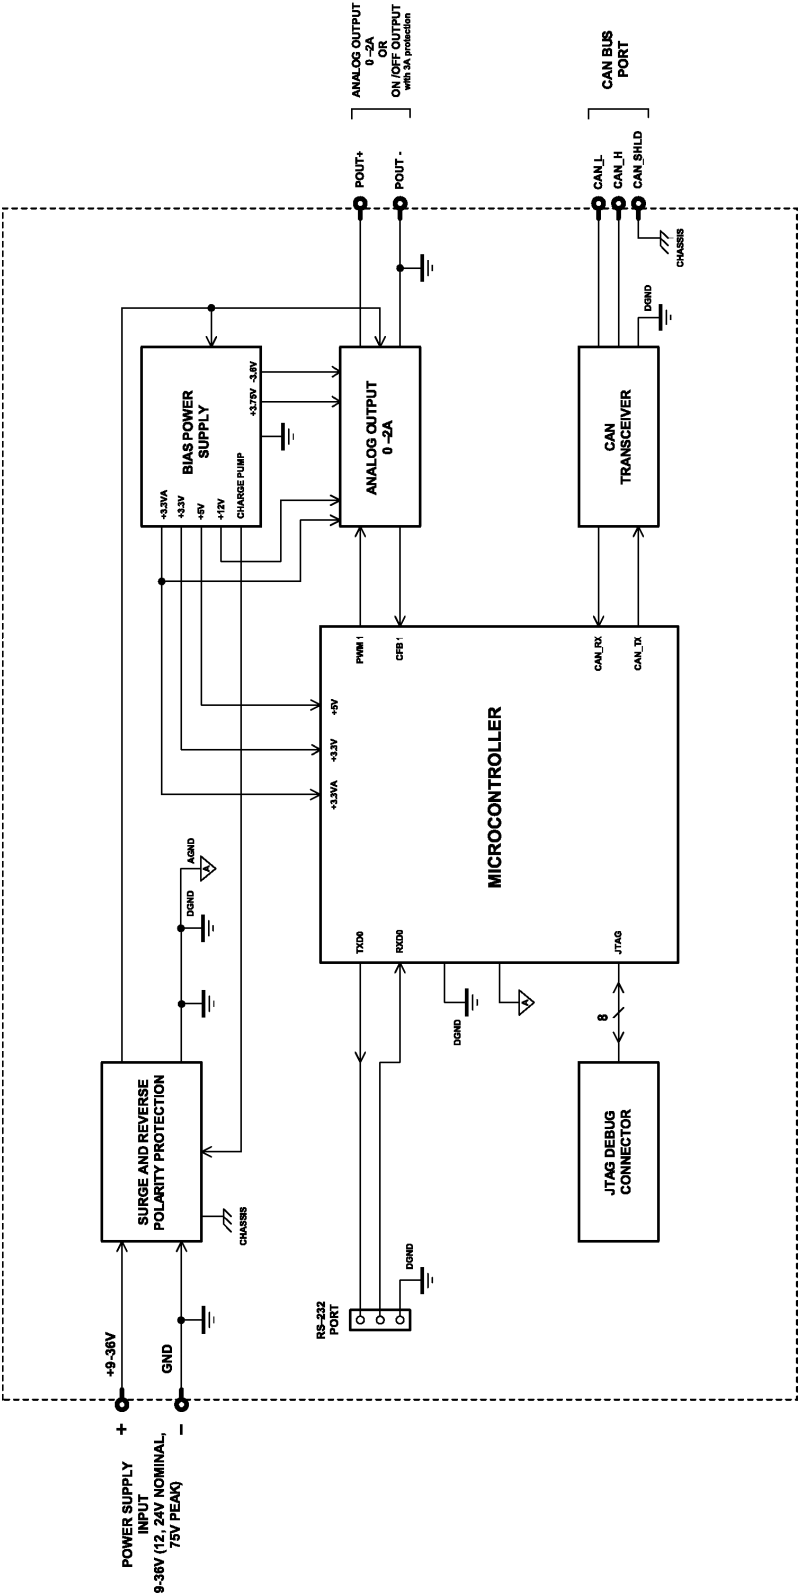 POWER SUPPLY
INPUT
9-36V (12, 24V NOMINAL,
75V PEAK)
+
–
+9-36V
GND
SURGE AND REVERSE
POLARITY PROTECTION
CHASSIS
DGND
AGND
A
BIAS POWER
SUPPLY
+3.3VA
+3.3V
+5V
+12V
CHARGE PUMP
+3.75V
-3.6V
ANALOG OUTPUT
0 –2A
POUT+
POUT -
ANALOG OUTPUT
0 –2A
OR
ON /OFF OUTPUT
with 3A protection
RS-232
PORT
DGND
MICROCONTROLLER
TXD0
RXD0
JTAG
+3.3VA
+3.3V
+5V
PWM 1
CFB 1
CAN_RX
CAN_TX
DGND
A
8
JTAG DEBUG
CONNECTOR
CAN
TRANSCEIVER
DGND
CHASSIS
CAN_L
CAN_H
CAN_SHLD
CAN BUS
PORT